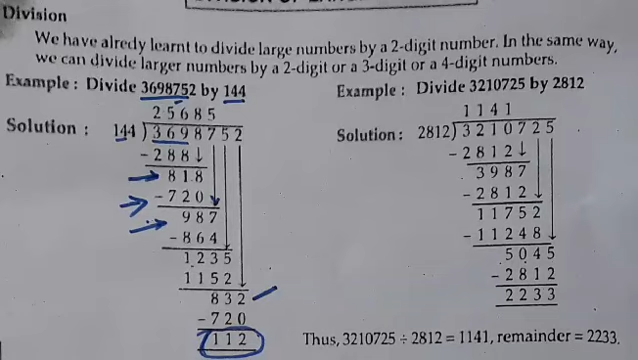 Division
We have alredy learnt to divide large numbers by a 2-digit number. In the same way,
we can divide larger numbers by a 2-digit or a 3-digit or a 4-digit numbers.
Example : Divide 3698752 by 144
25685
Solution : 144 ) 3698752
- 288
818
- 720
987
- 864
1235
1152
832
- 720
112
Example : Divide 3210725 by 2812
1141
Solution : 2812 ) 3210725
- 2812
3987
- 2812
11752
- 11248
5045
- 2812
2233
Thus, 3210725 ÷ 2812 = 1141, remainder = 2233.